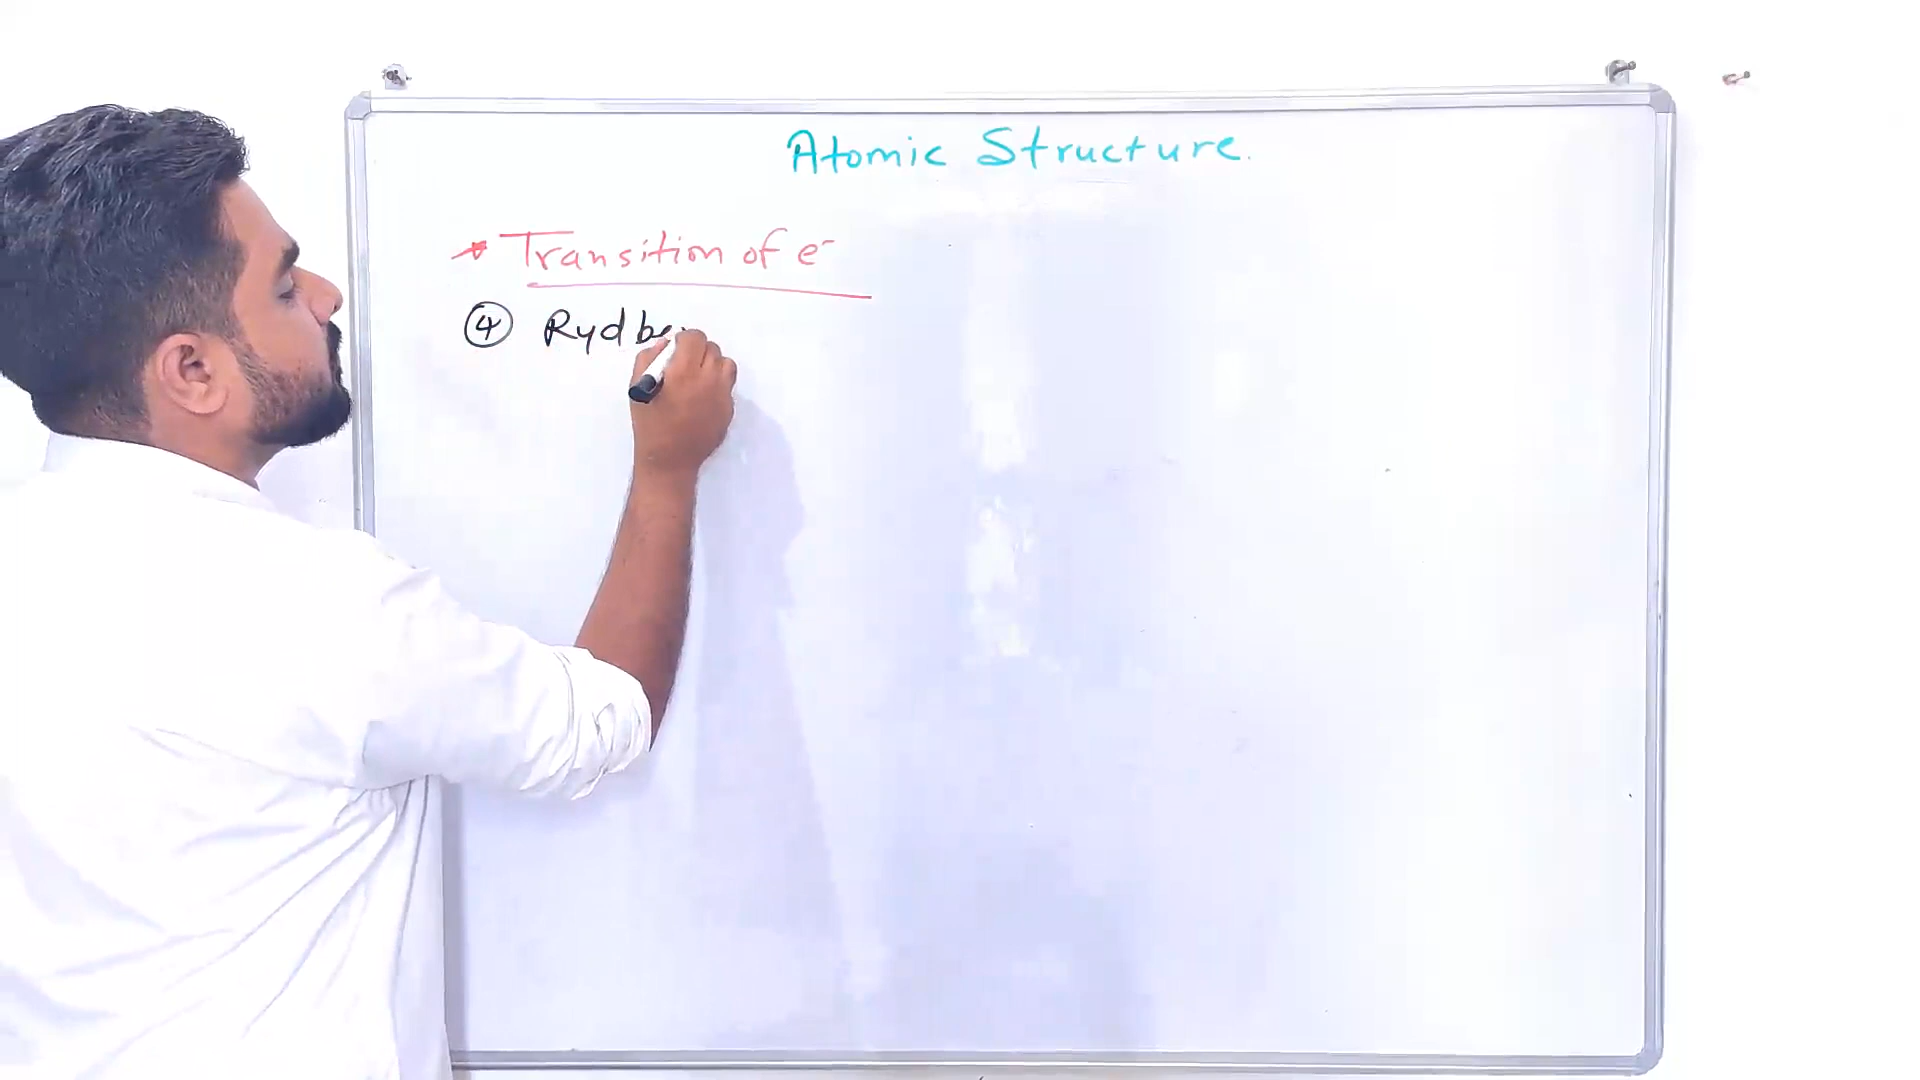 Atomic Structure.
* Transition of e⁻
④ Rydbe